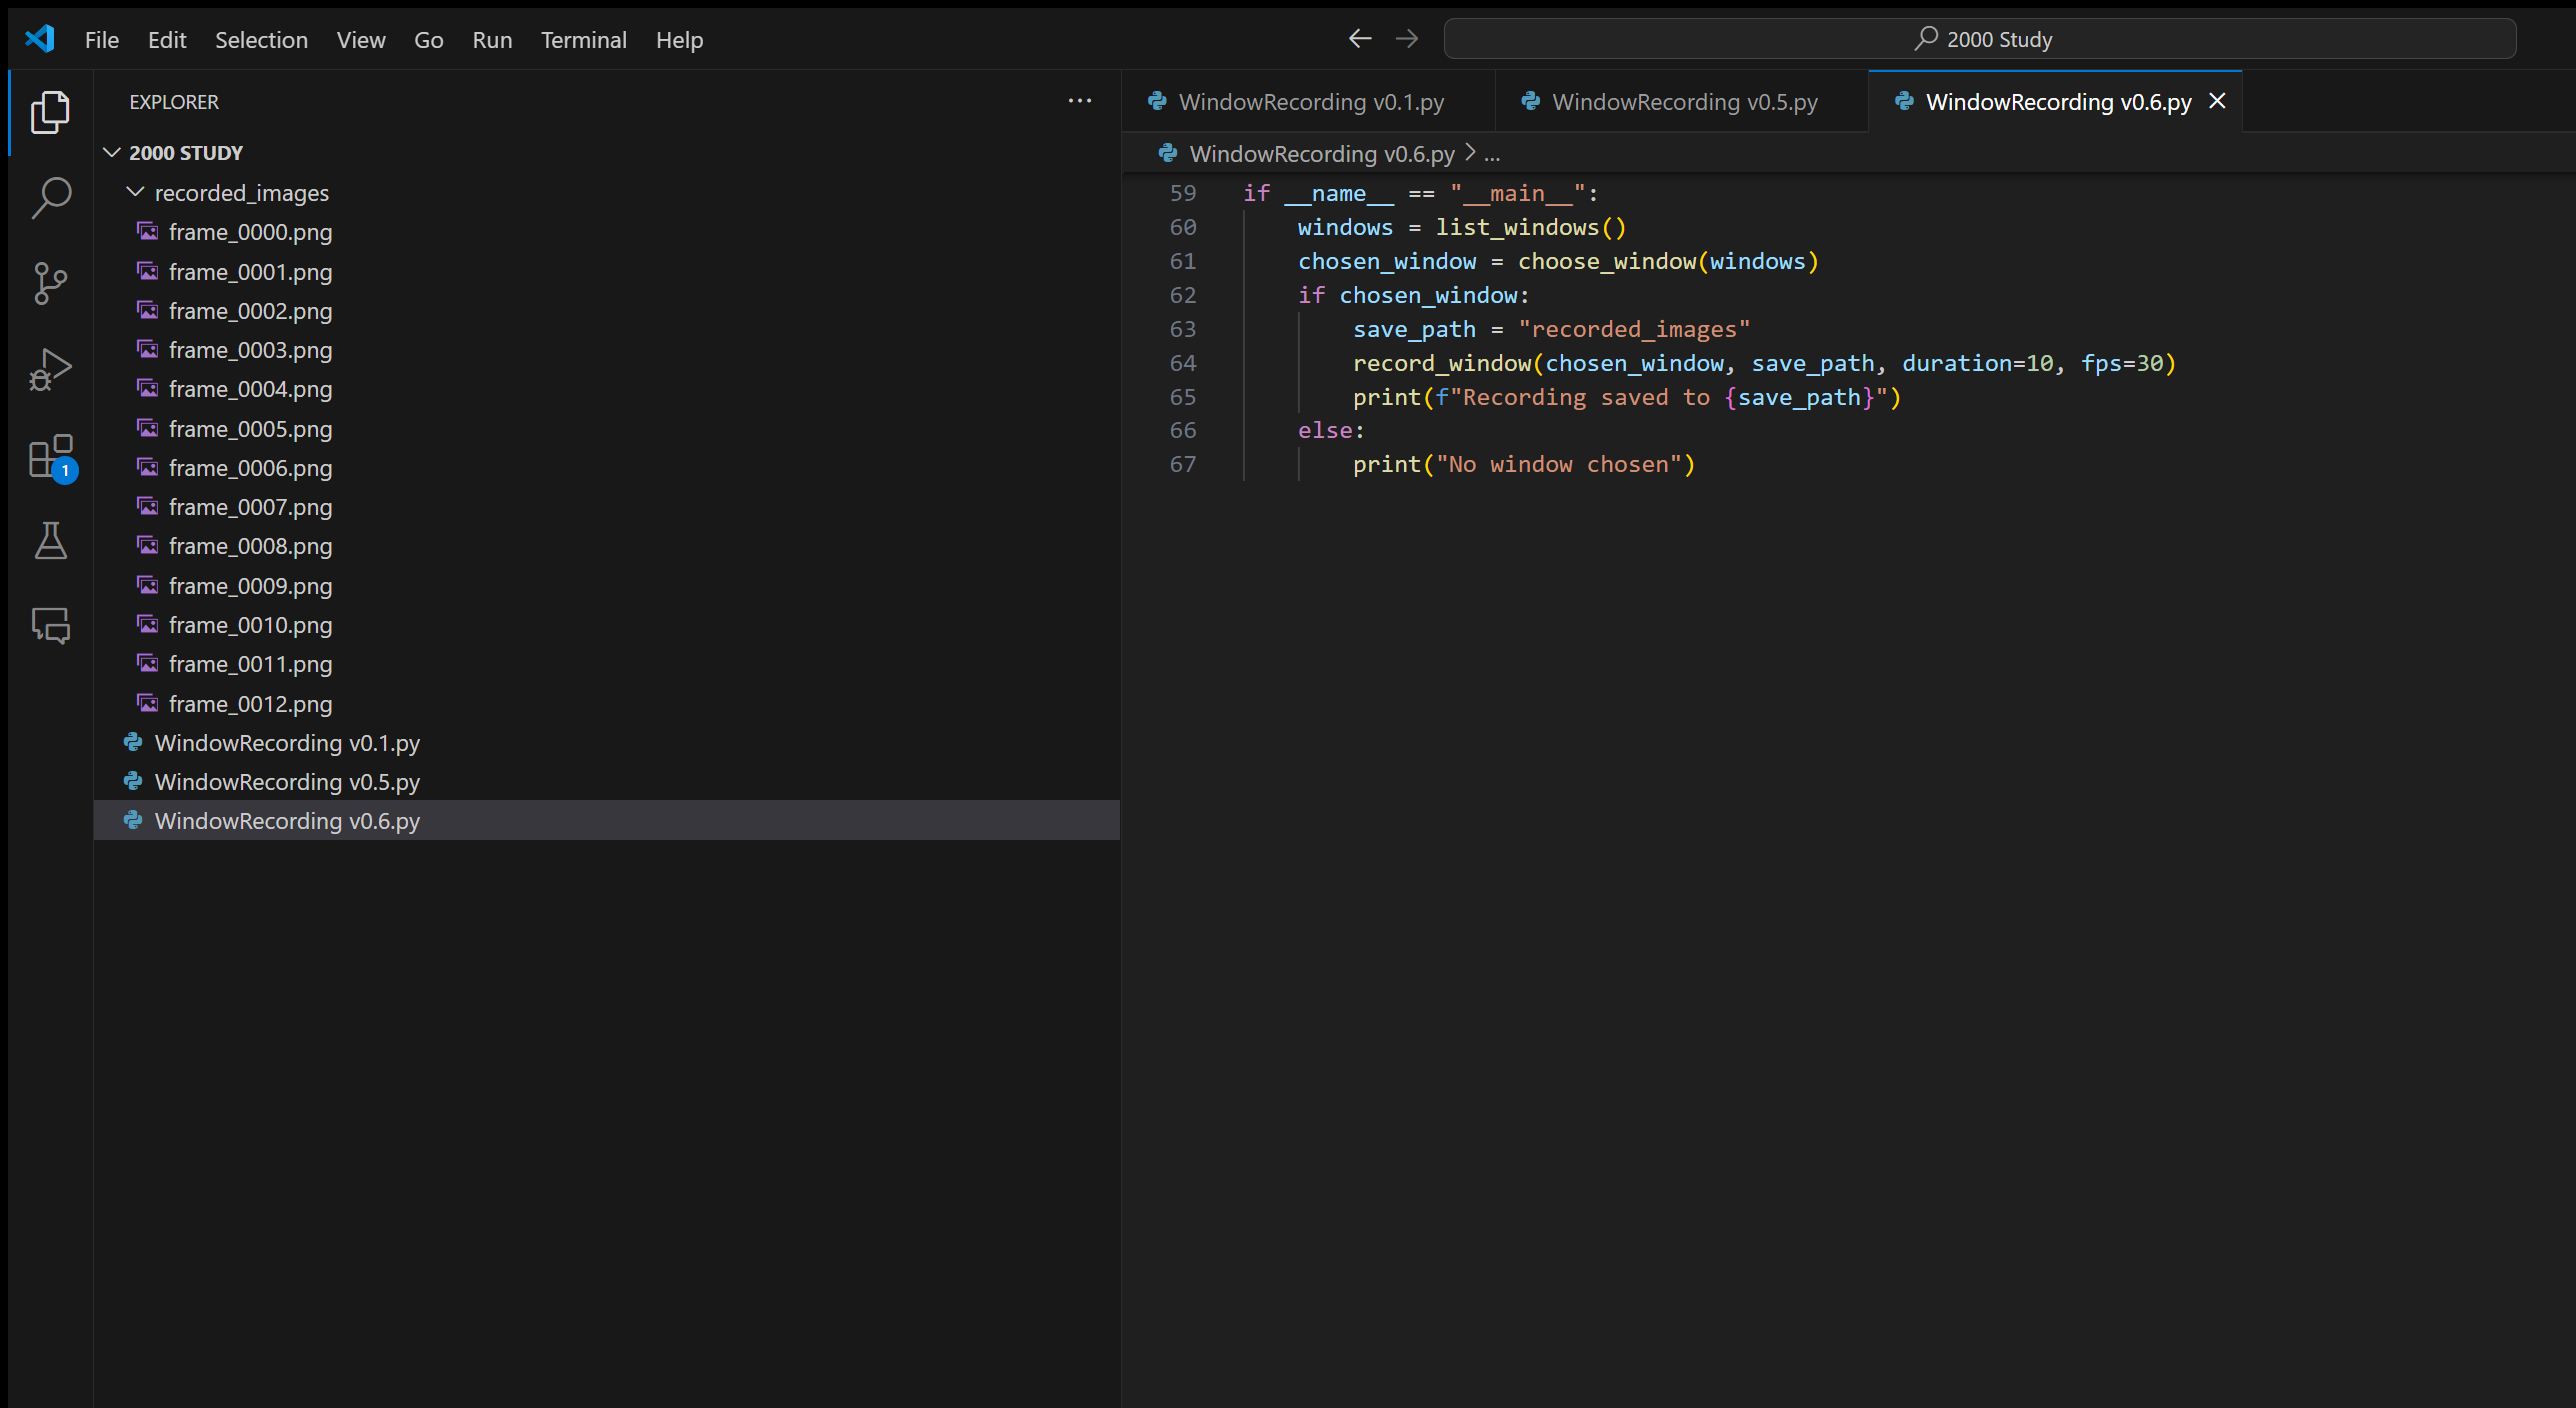 File Edit Selection View Go Run Terminal Help
2000 Study
EXPLORER
2000 STUDY
recorded_images
frame_0000.png
frame_0001.png
frame_0002.png
frame_0003.png
frame_0004.png
frame_0005.png
frame_0006.png
frame_0007.png
frame_0008.png
frame_0009.png
frame_0010.png
frame_0011.png
frame_0012.png
WindowRecording v0.1.py
WindowRecording v0.5.py
WindowRecording v0.6.py
1
WindowRecording v0.1.py WindowRecording v0.5.py WindowRecording v0.6.py
WindowRecording v0.6.py > ...
59 if __name__ == "__main__":
60     windows = list_windows()
61     chosen_window = choose_window(windows)
62     if chosen_window:
63         save_path = "recorded_images"
64         record_window(chosen_window, save_path, duration=10, fps=30)
65         print(f"Recording saved to {save_path}")
66     else:
67         print("No window chosen")